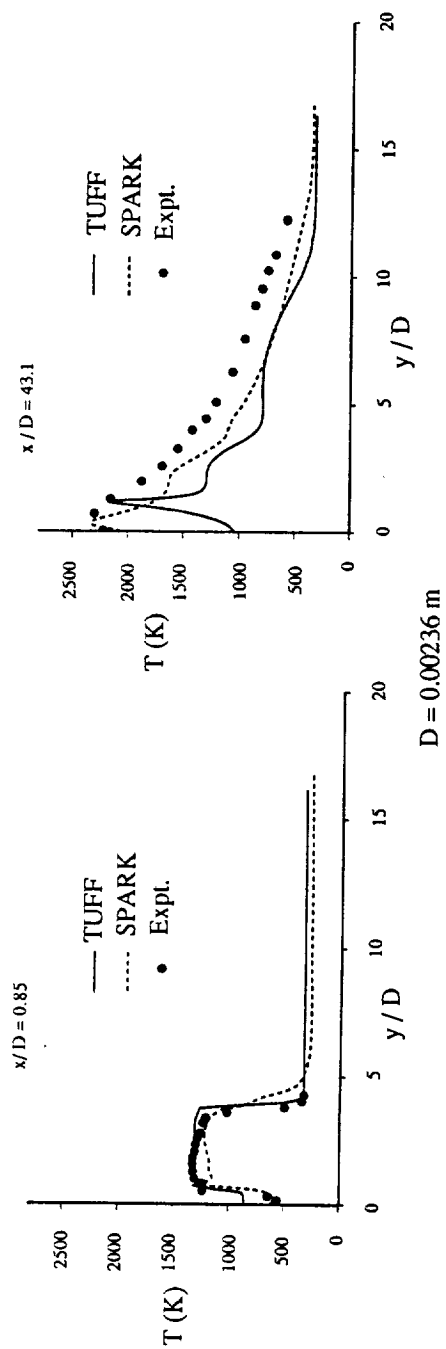 x/D = 0.85
TUFF
SPARK
Expt.
T (K)
2500
2000
1500
1000
500
0
0
5
10
15
20
y / D
x / D = 43.1
TUFF
SPARK
Expt.
T (K)
2500
2000
1500
1000
500
0
0
5
10
15
20
y / D
D = 0.00236 m